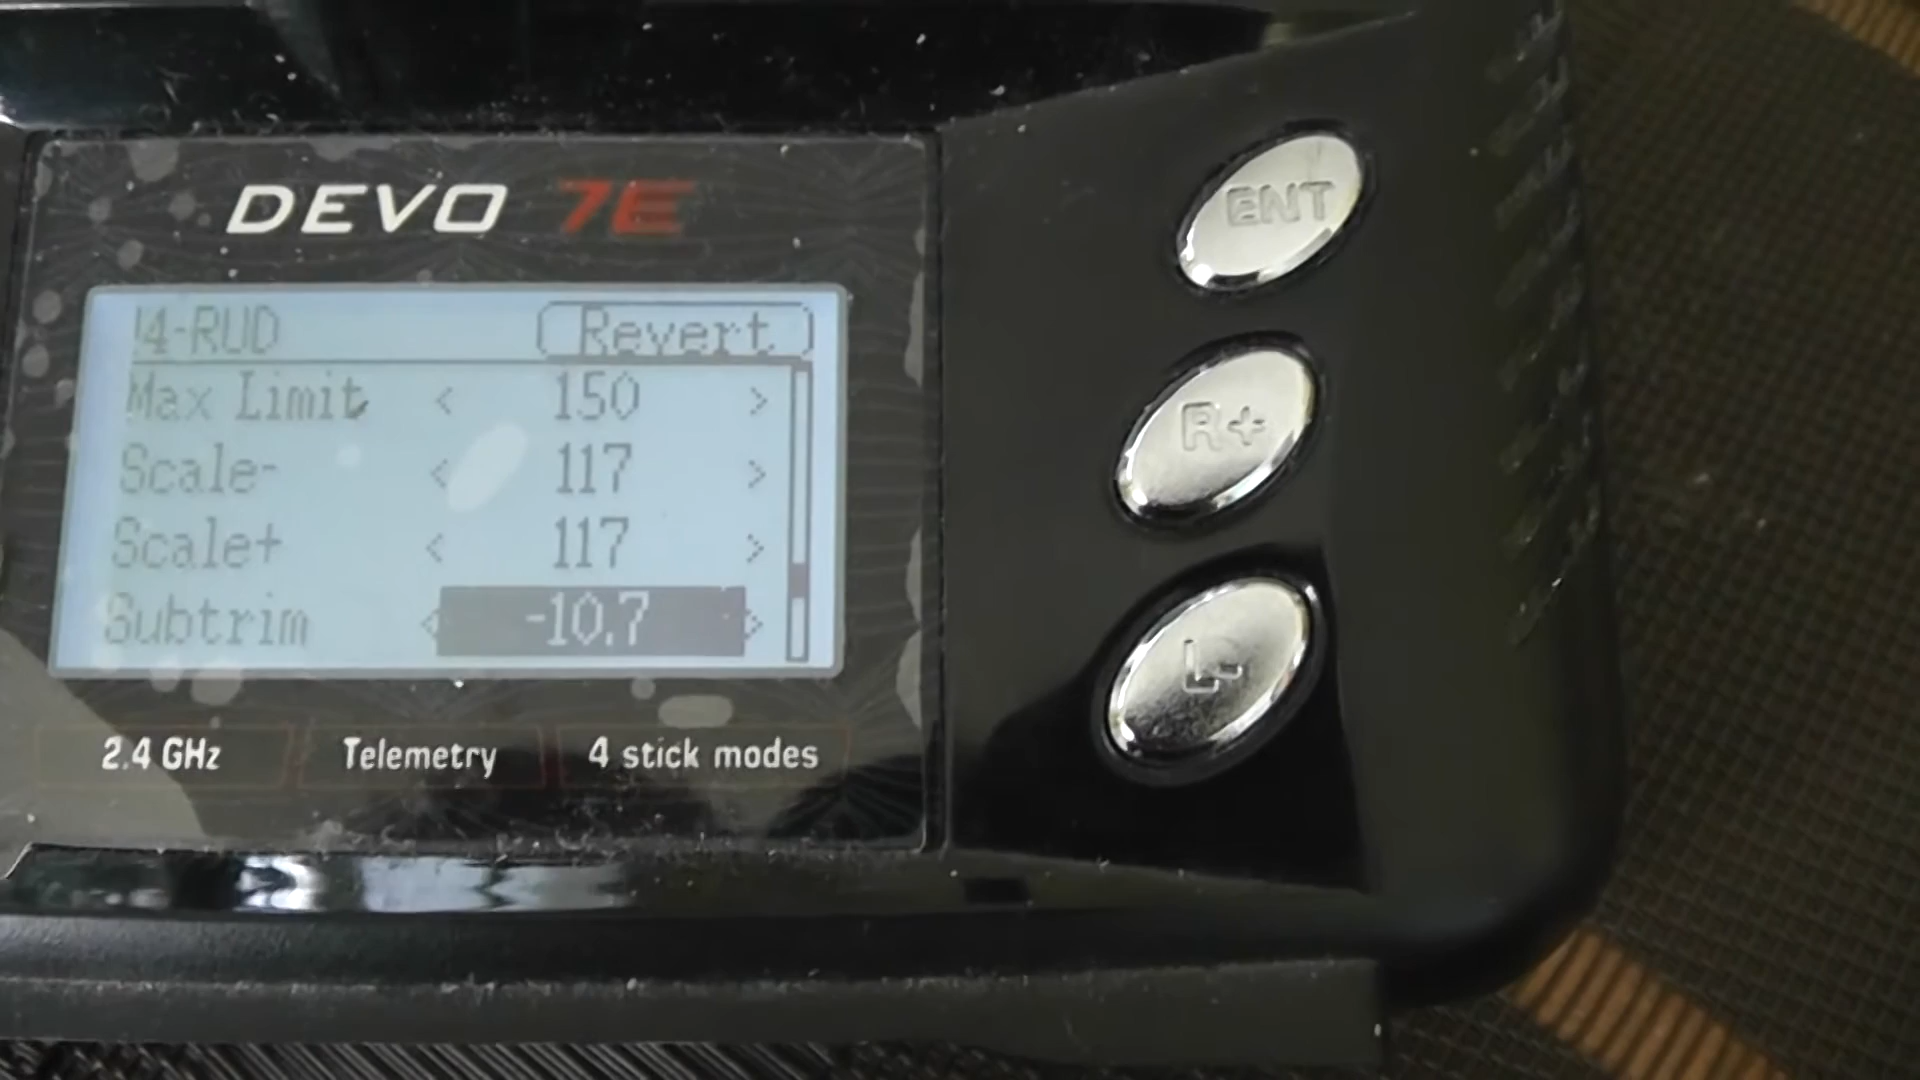 DEVO 7E
!4-RUD Revert
Max Limit < 150 >
Scale- < 117 >
Scale+ < 117 >
Subtrim < -10.7 >
2.4 GHz Telemetry 4 stick modes
ENT
R+
L-